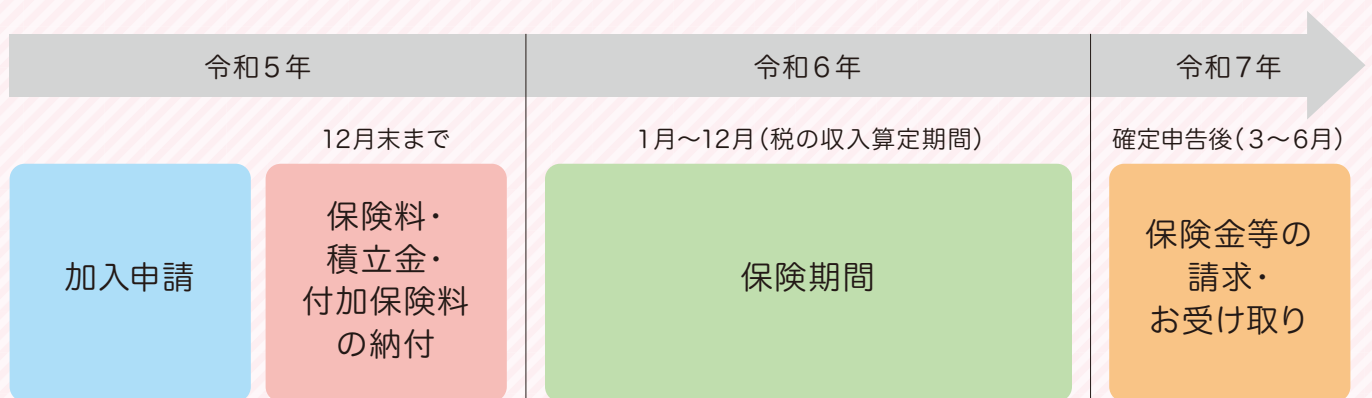 令和5年
令和6年
令和7年
12月末まで
1月～12月（税の収入算定期間）
確定申告後（3～6月）
加入申請
保険料・
積立金・
付加保険料
の納付
保険期間
保険金等の
請求・
お受け取り